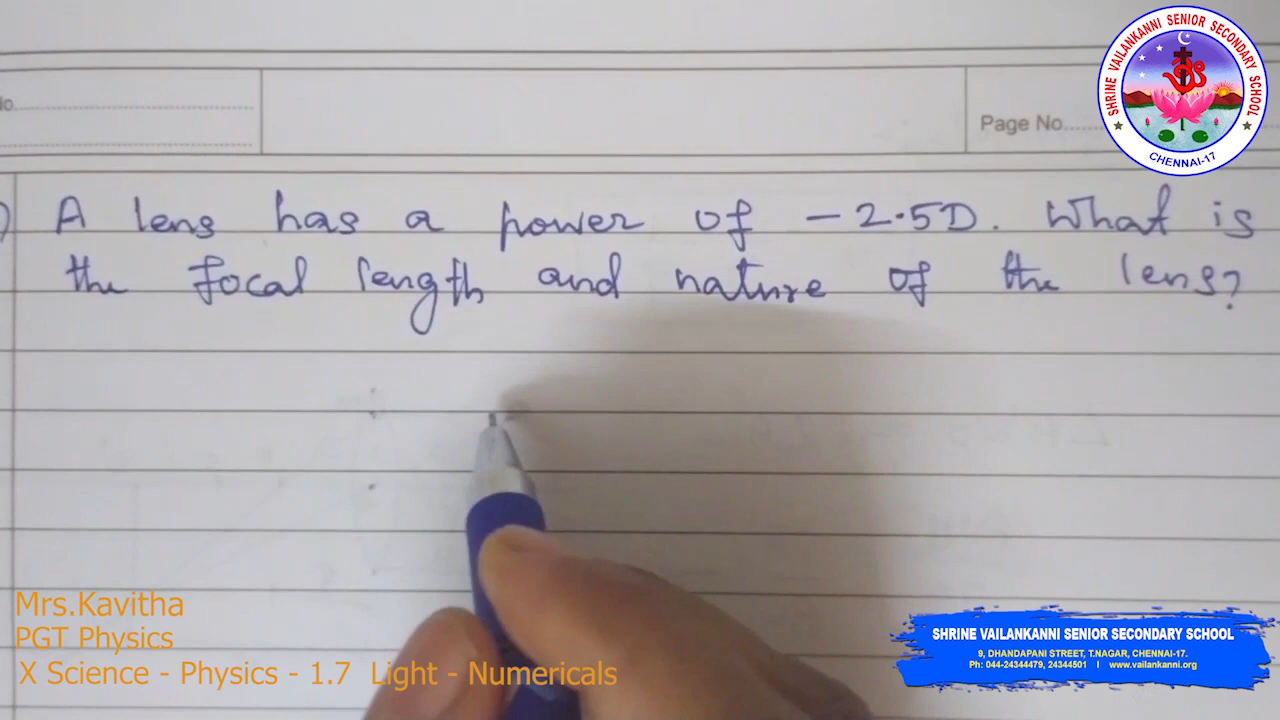 SHRINE VAILANKANNI SENIOR SECONDARY SCHOOL
CHENNAI-17
Page No.
) A lens has a power of - 2.5D. What is
the focal length and nature of the lens?
Mrs.Kavitha
PGT Physics
X Science - Physics - 1.7 Light - Numericals
SHRINE VAILANKANNI SENIOR SECONDARY SCHOOL
9, DHANDAPANI STREET, T.NAGAR, CHENNAI-17.
Ph: 044-24344479, 24344501 I www.vailankanni.org